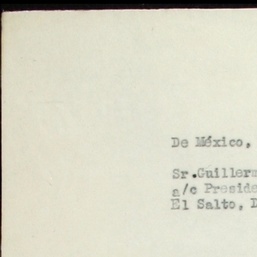 De México,
Sr.Guillerm
a/c Preside
El Salto, D